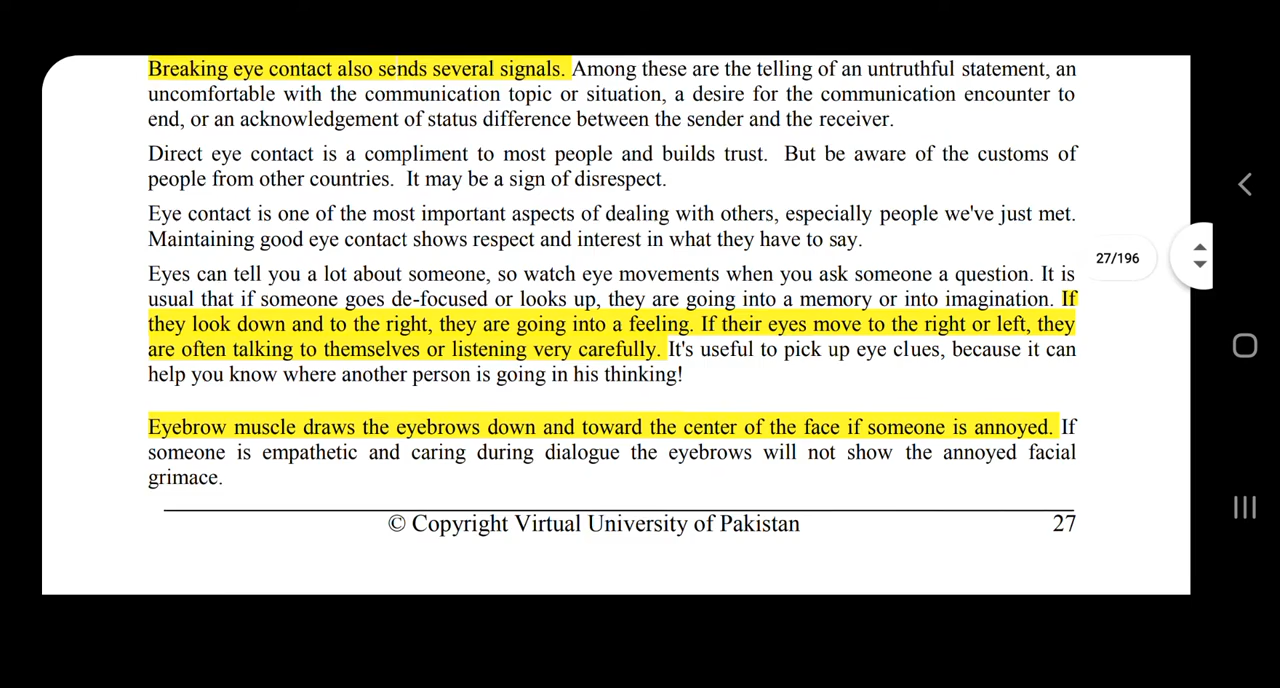 Breaking eye contact also sends several signals. Among these are the telling of an untruthful statement, an
uncomfortable with the communication topic or situation, a desire for the communication encounter to
end, or an acknowledgement of status difference between the sender and the receiver.
Direct eye contact is a compliment to most people and builds trust. But be aware of the customs of
people from other countries. It may be a sign of disrespect.
Eye contact is one of the most important aspects of dealing with others, especially people we've just met.
Maintaining good eye contact shows respect and interest in what they have to say.
27/196
Eyes can tell you a lot about someone, so watch eye movements when you ask someone a question. It is
usual that if someone goes de-focused or looks up, they are going into a memory or into imagination. If
they look down and to the right, they are going into a feeling. If their eyes move to the right or left, they
are often talking to themselves or listening very carefully. It's useful to pick up eye clues, because it can
help you know where another person is going in his thinking!
Eyebrow muscle draws the eyebrows down and toward the center of the face if someone is annoyed. If
someone is empathetic and caring during dialogue the eyebrows will not show the annoyed facial
grimace.
© Copyright Virtual University of Pakistan 27